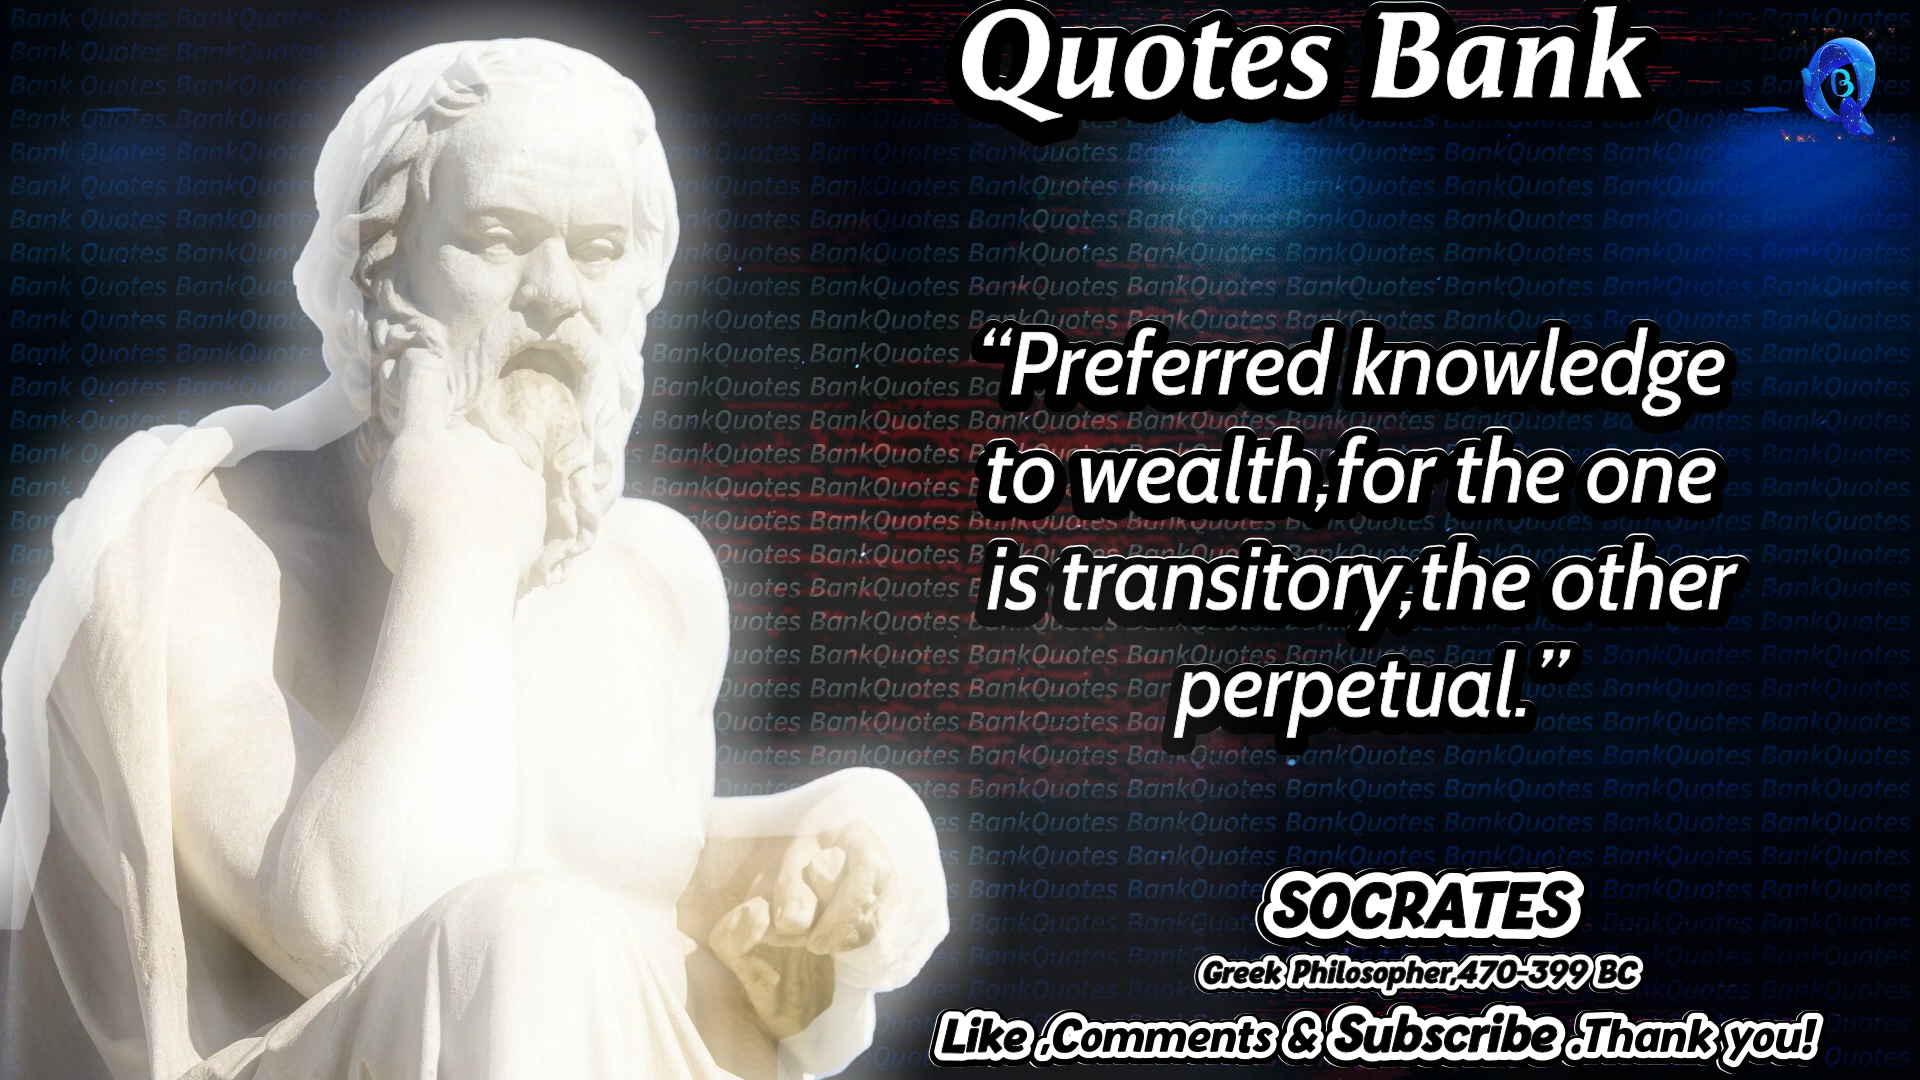 Quotes Bank
“Preferred knowledge
to wealth,for the one
is transitory,the other
perpetual.”
SOCRATES
Greek Philosopher,470-399 BC
Like ,Comments & Subscribe .Thank you!